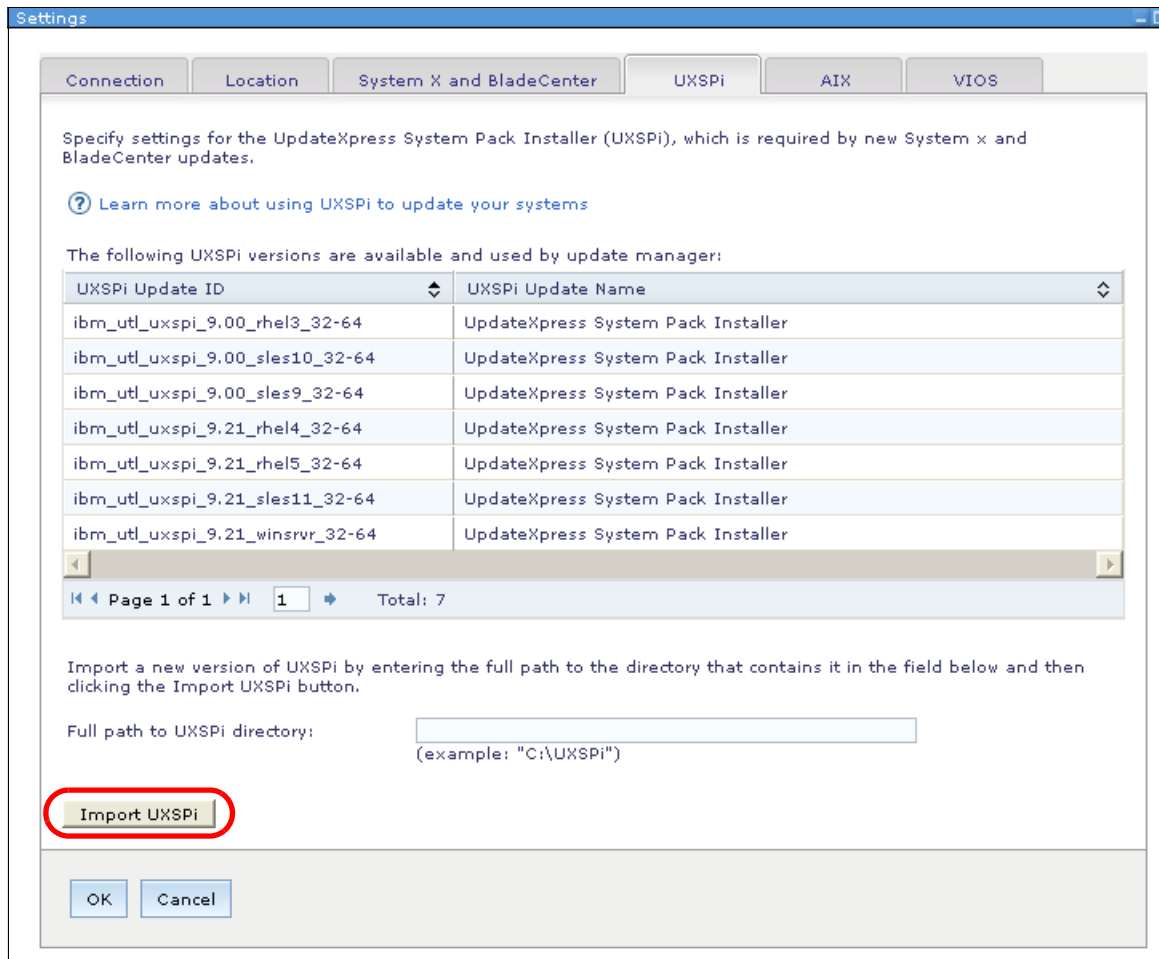 Settings
Connection Location System X and BladeCenter UXSPi AIX VIOS
Specify settings for the UpdateXpress System Pack Installer (UXSPi), which is required by new System x and
BladeCenter updates.
? Learn more about using UXSPi to update your systems
The following UXSPi versions are available and used by update manager:
UXSPi Update ID UXSPi Update Name
ibm_utl_uxspi_9.00_rhel3_32-64 UpdateXpress System Pack Installer
ibm_utl_uxspi_9.00_sles10_32-64 UpdateXpress System Pack Installer
ibm_utl_uxspi_9.00_sles9_32-64 UpdateXpress System Pack Installer
ibm_utl_uxspi_9.21_rhel4_32-64 UpdateXpress System Pack Installer
ibm_utl_uxspi_9.21_rhel5_32-64 UpdateXpress System Pack Installer
ibm_utl_uxspi_9.21_sles11_32-64 UpdateXpress System Pack Installer
ibm_utl_uxspi_9.21_winsrvr_32-64 UpdateXpress System Pack Installer
Page 1 of 1 1 Total: 7
Import a new version of UXSPi by entering the full path to the directory that contains it in the field below and then
clicking the Import UXSPi button.
Full path to UXSPi directory:
(example: "C:\UXSPi")
Import UXSPi
OK Cancel